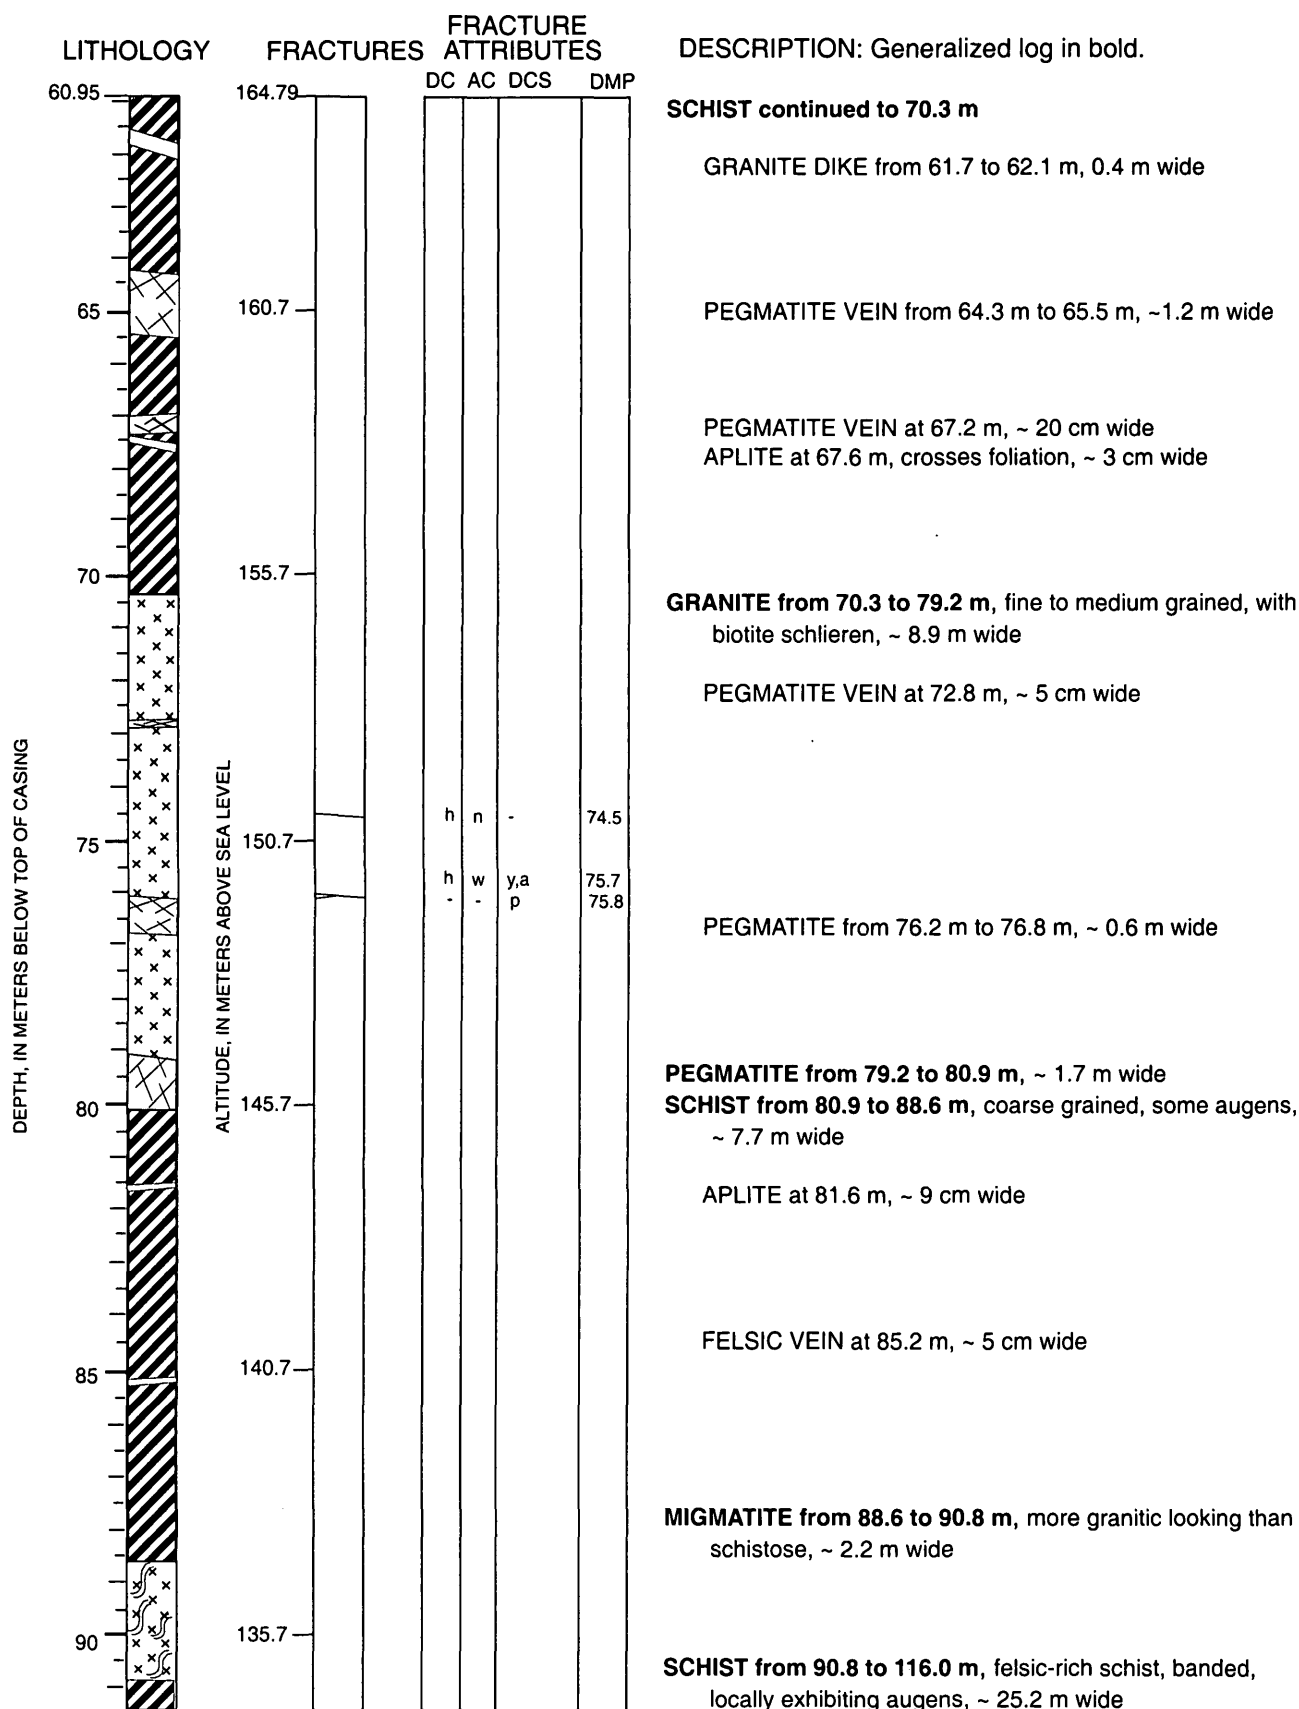 LITHOLOGY
FRACTURES
FRACTURE
ATTRIBUTES
DESCRIPTION: Generalized log in bold.
DC AC DCS DMP
60.95
164.79
SCHIST continued to 70.3 m
GRANITE DIKE from 61.7 to 62.1 m, 0.4 m wide
65
160.7
PEGMATITE VEIN from 64.3 m to 65.5 m, ~1.2 m wide
PEGMATITE VEIN at 67.2 m, ~ 20 cm wide
APLITE at 67.6 m, crosses foliation, ~ 3 cm wide
70
155.7
GRANITE from 70.3 to 79.2 m, fine to medium grained, with
biotite schlieren, ~ 8.9 m wide
PEGMATITE VEIN at 72.8 m, ~ 5 cm wide
DEPTH, IN METERS BELOW TOP OF CASING
ALTITUDE, IN METERS ABOVE SEA LEVEL
h n - 74.5
75
150.7
h w y,a 75.7
- - p 75.8
PEGMATITE from 76.2 m to 76.8 m, ~ 0.6 m wide
PEGMATITE from 79.2 to 80.9 m, ~ 1.7 m wide
80
145.7
SCHIST from 80.9 to 88.6 m, coarse grained, some augens,
~ 7.7 m wide
APLITE at 81.6 m, ~ 9 cm wide
FELSIC VEIN at 85.2 m, ~ 5 cm wide
85
140.7
MIGMATITE from 88.6 to 90.8 m, more granitic looking than
schistose, ~ 2.2 m wide
90
135.7
SCHIST from 90.8 to 116.0 m, felsic-rich schist, banded,
locally exhibiting augens, ~ 25.2 m wide